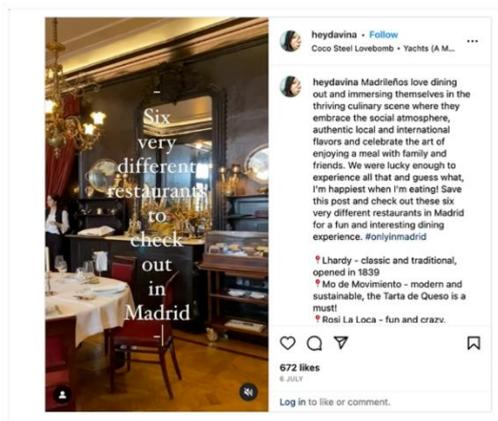 Six
very
different
restaurants
to
check
out
in
Madrid
heydavina • Follow
Coco Steel Lovebomb • Yachts (A M...
heydavina Madrileños love dining
out and immersing themselves in the
thriving culinary scene where they
embrace the social atmosphere,
authentic local and international
flavors and celebrate the art of
enjoying a meal with family and
friends. We were lucky enough to
experience all that and guess what,
I'm happiest when I'm eating! Save
this post and check out these six
very different restaurants in Madrid
for a fun and interesting dining
experience. #onlyinmadrid
📍Lhardy - classic and traditional,
opened in 1839
📍Mo de Movimiento - modern and
sustainable, the Tarta de Queso is a
must!
📍Rosi La Loca - fun and crazy,
672 likes
6 JULY
Log in to like or comment.